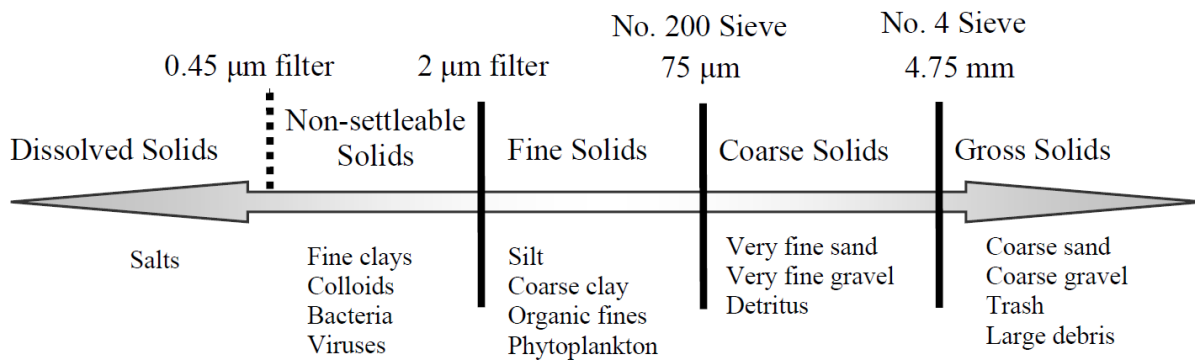 No. 200 Sieve
No. 4 Sieve
0.45 μm filter
2 μm filter
75 μm
4.75 mm
Dissolved Solids
Non-settleable
Solids
Fine Solids
Coarse Solids
Gross Solids
Salts
Fine clays
Colloids
Bacteria
Viruses
Silt
Coarse clay
Organic fines
Phytoplankton
Very fine sand
Very fine gravel
Detritus
Coarse sand
Coarse gravel
Trash
Large debris